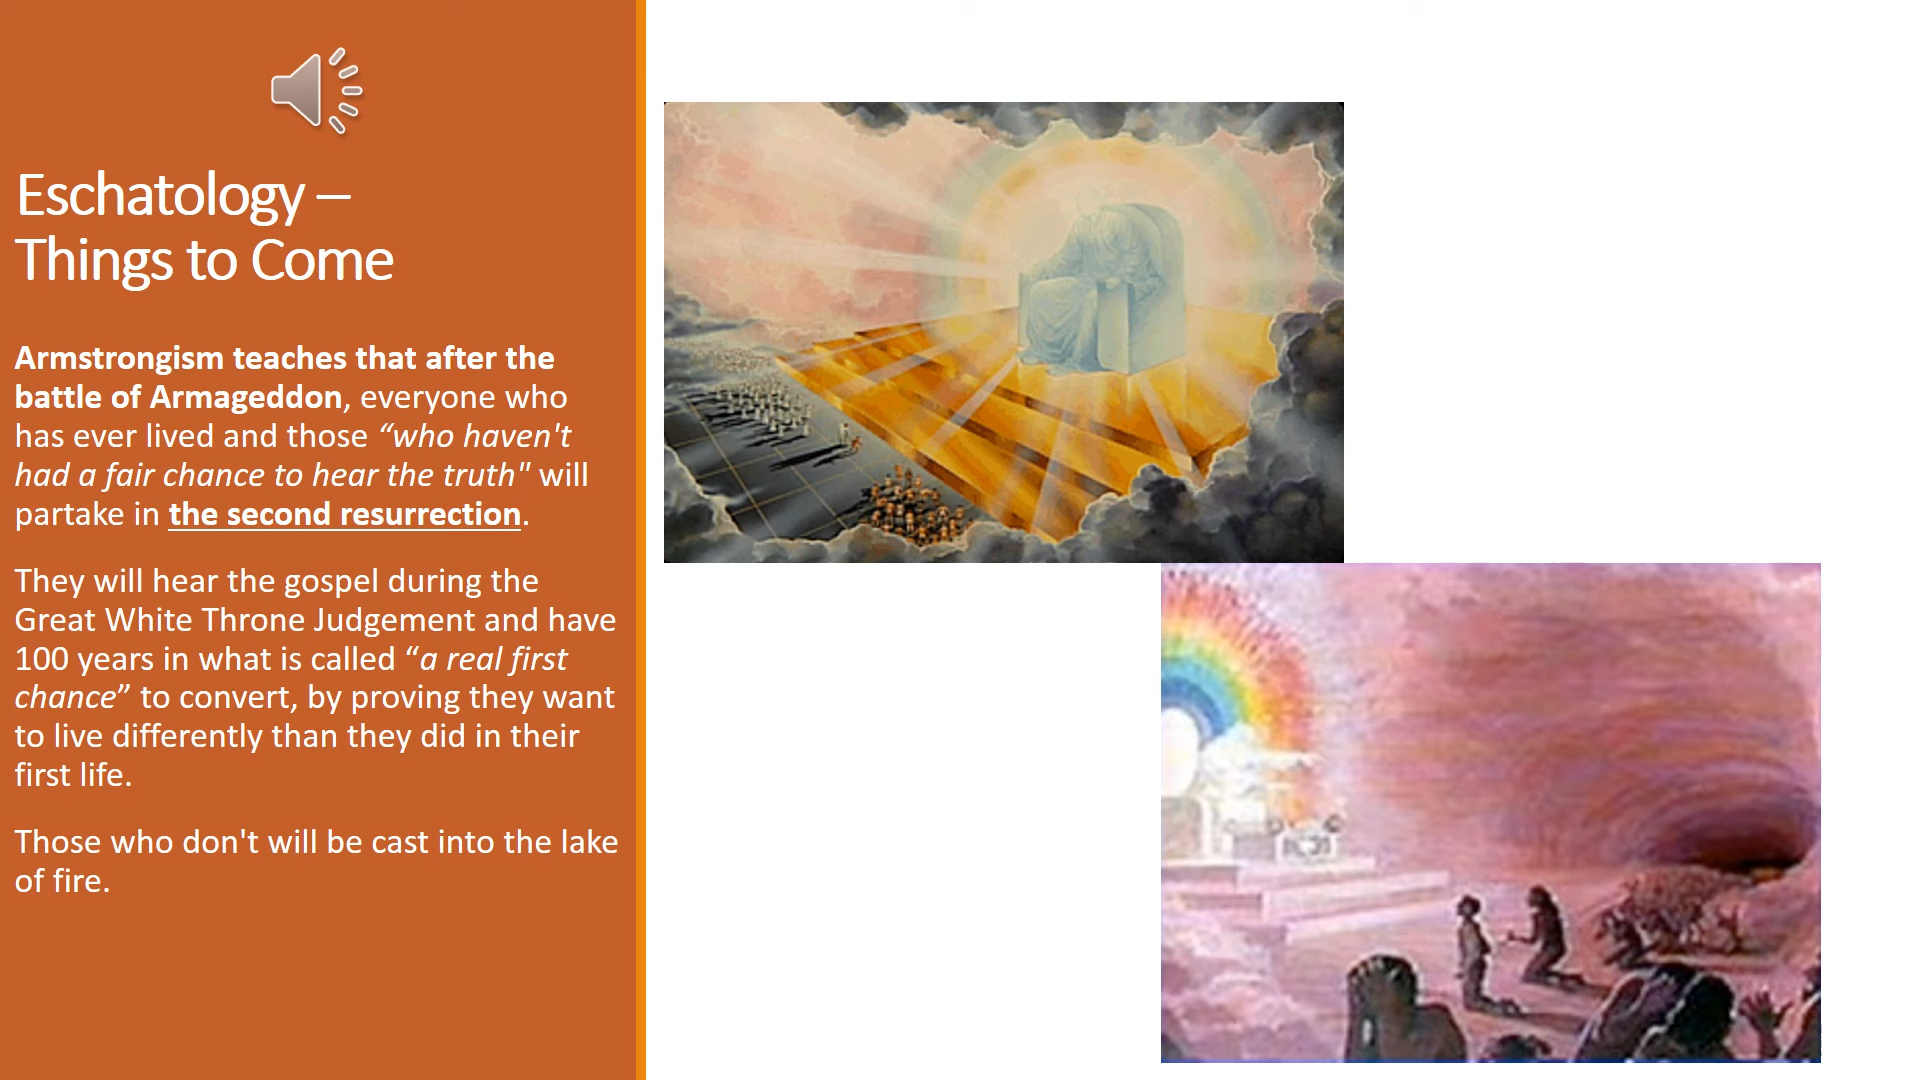 Eschatology –
Things to Come
Armstrongism teaches that after the
battle of Armageddon, everyone who
has ever lived and those “who haven't
had a fair chance to hear the truth" will
partake in the second resurrection.
They will hear the gospel during the
Great White Throne Judgement and have
100 years in what is called “a real first
chance” to convert, by proving they want
to live differently than they did in their
first life.
Those who don't will be cast into the lake
of fire.